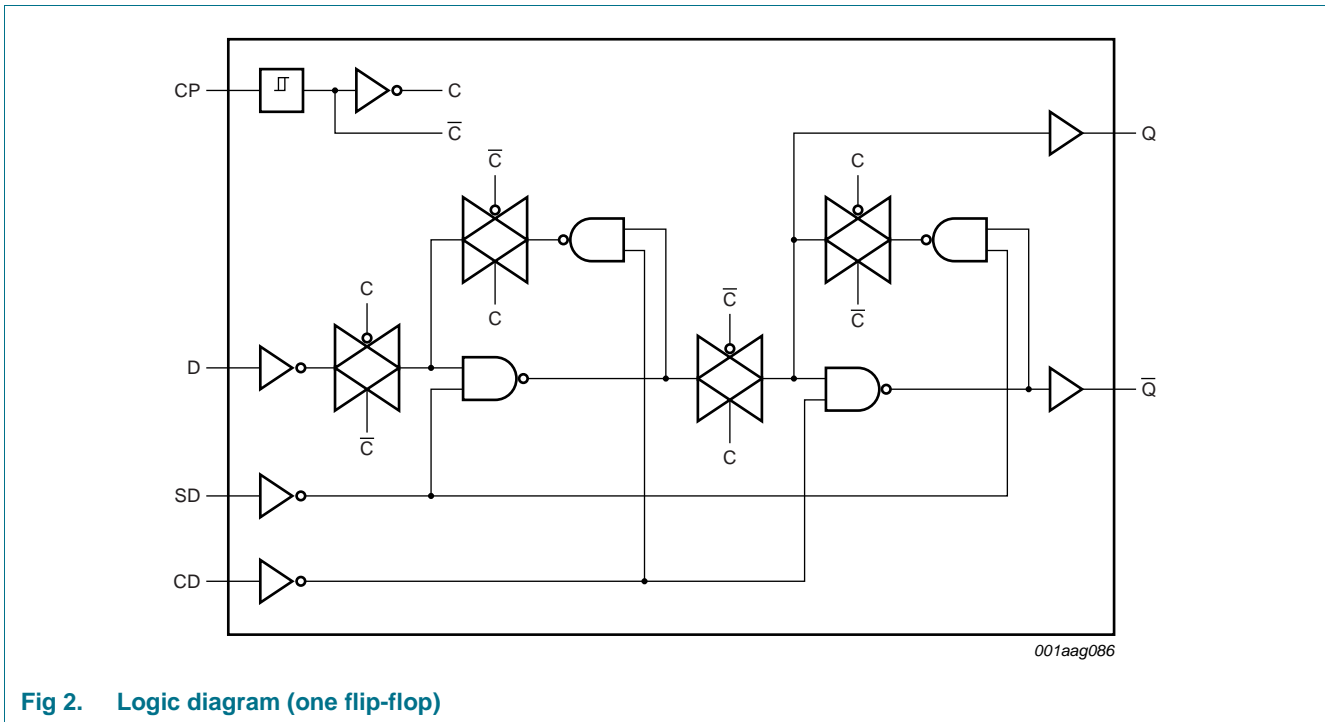 CP
C
C̅
Q
C̅
C
C
C̅
C
C̅
D
C̅
C
Q̅
SD
CD
001aag086
Fig 2. Logic diagram (one flip-flop)